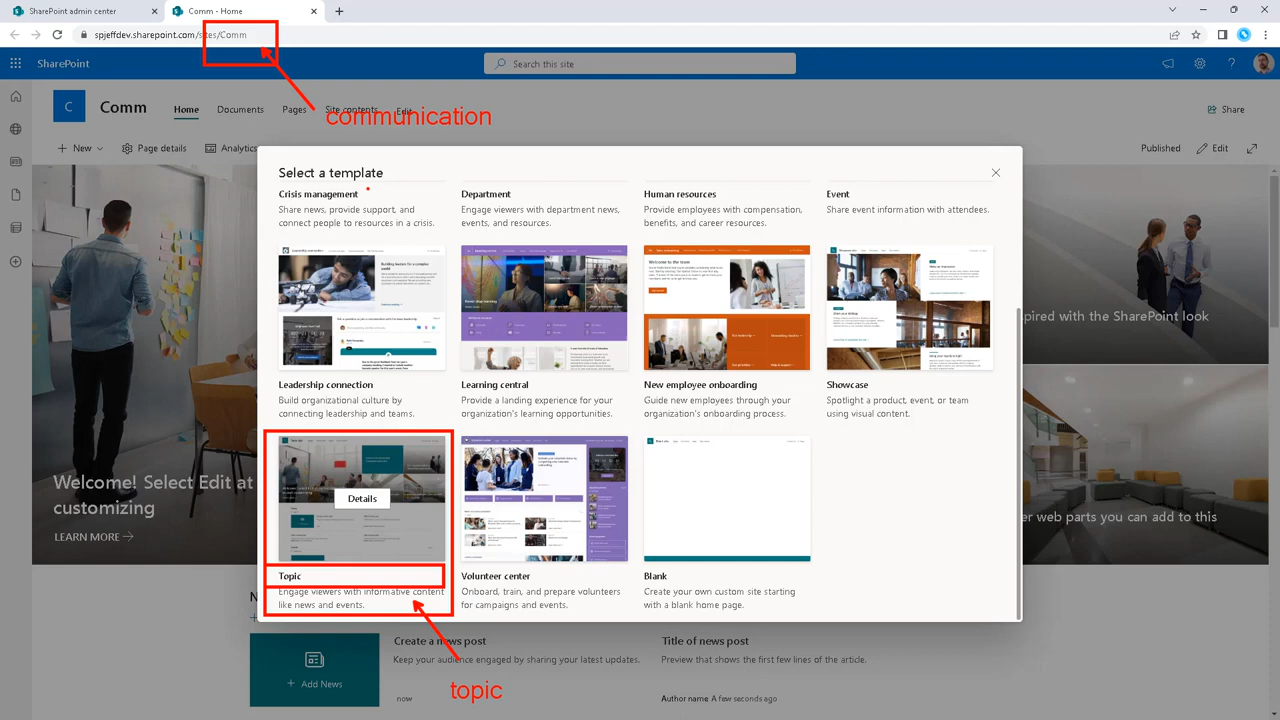 SharePoint admin center
Comm - Home
spjeffdev.sharepoint.com/sites/Comm
SharePoint
Search this site
C
Comm
Home
Documents
Pages
Site contents
Edit
Share
communication
New
Page details
Analytics
Published
Edit
Select a template
Crisis management
Share news, provide support, and
connect people to resources in a crisis.
Department
Engage viewers with department news,
events, and resources.
Human resources
Provide employees with compensation,
benefits, and career resources.
Event
Share event information with attendees.
Leadership connection
Build organizational culture by
connecting leadership and teams.
Learning central
Provide a landing experience for your
organization's learning opportunities.
New employee onboarding
Guide new employees through your
organization's onboarding process.
Showcase
Spotlight a product, event, or team
using visual content.
Details
Topic
Engage viewers with informative content
like news and events.
Volunteer center
Onboard, train, and prepare volunteers
for campaigns and events.
Blank
Create your own custom site starting
with a blank home page.
Welcome! Select Edit at
customizing
LEARN MORE
pired with the SharePoint look
web parts you can add to this
N
Add News
Create a news post
Keep your audience engaged by sharing your latest updates.
now
Title of news post
Preview that shows the first few lines of the article.
Author name A few seconds ago
topic